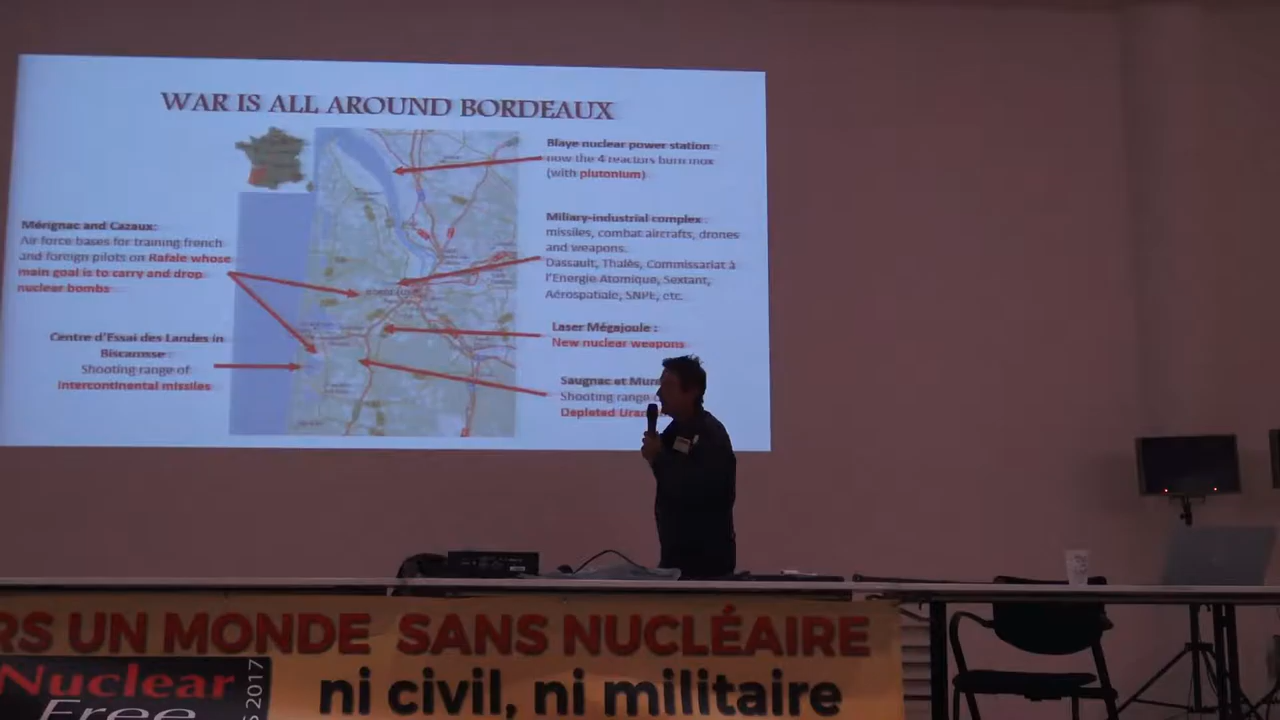 WAR IS ALL AROUND BORDEAUX
Blaye nuclear power station :
now the 4 reactors burn mox
(with plutonium)
Miliary-industrial complex :
missiles, combat aircrafts, drones
and weapons.
Dassault, Thalès, Commissariat à
l'Energie Atomique, Sextant,
Aérospatiale, SNPE, etc.
Laser Mégajoule :
New nuclear weapons
Saugnac et
Shooting range
Depleted
Mérignac and Cazaux:
Air force bases for training french
and foreign pilots on Rafale whose
main goal is to carry and drop
nuclear bombs
Centre d'Essai des Landes in
Biscarosse :
Shooting range of
intercontinental missiles
RS UN MONDE SANS NUCLÉAIRE
ni civil, ni militaire
Nuclear
Free
2017